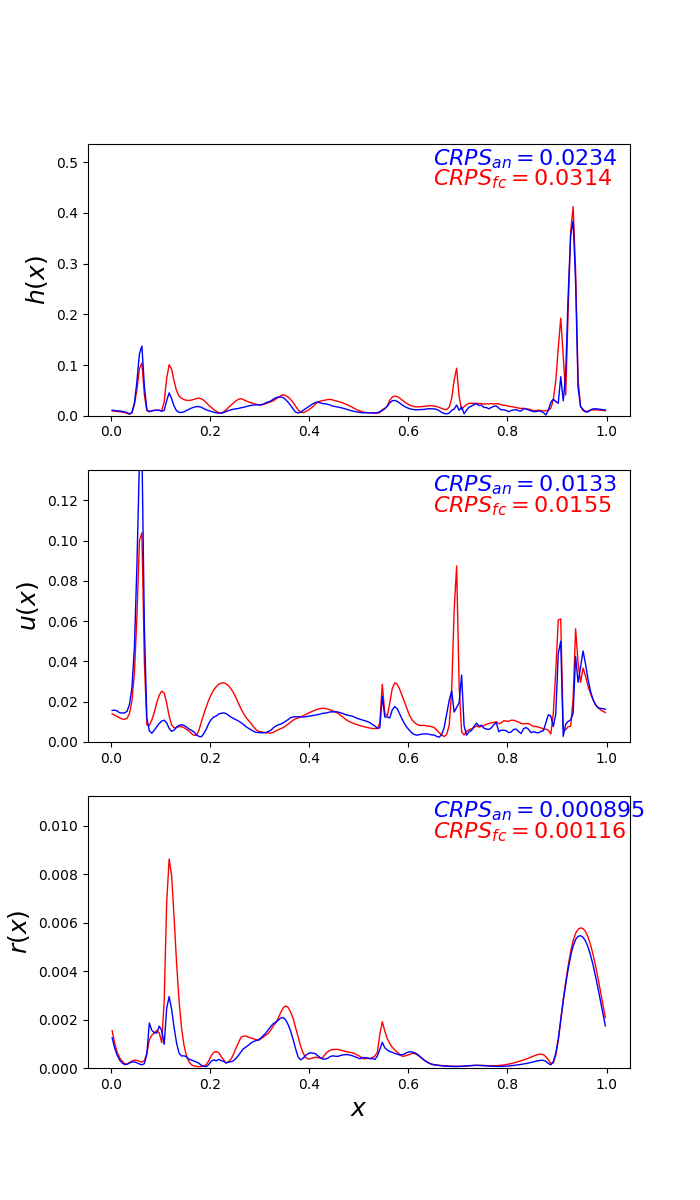 CRPS_an = 0.0234
CRPS_fc = 0.0314
h(x)
0.5
0.4
0.3
0.2
0.1
0.0
0.0 0.2 0.4 0.6 0.8 1.0
CRPS_an = 0.0133
CRPS_fc = 0.0155
u(x)
0.12
0.10
0.08
0.06
0.04
0.02
0.00
0.0 0.2 0.4 0.6 0.8 1.0
CRPS_an = 0.000895
CRPS_fc = 0.00116
r(x)
0.010
0.008
0.006
0.004
0.002
0.000
0.0 0.2 0.4 0.6 0.8 1.0
x